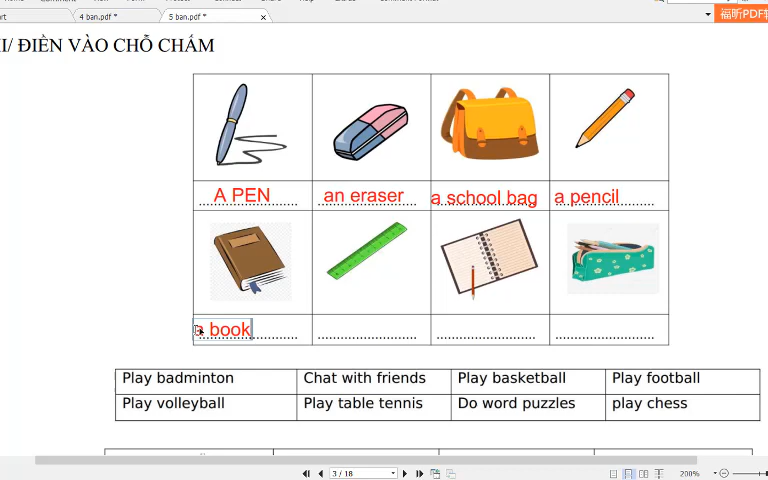 4 ban.pdf *
5 ban.pdf *
福昕PDF转
I/ ĐIỀN VÀO CHỖ CHẤM
A PEN an eraser a school bag a pencil
a book
Play badminton Chat with friends Play basketball Play football
Play volleyball Play table tennis Do word puzzles play chess
3 / 18
200%